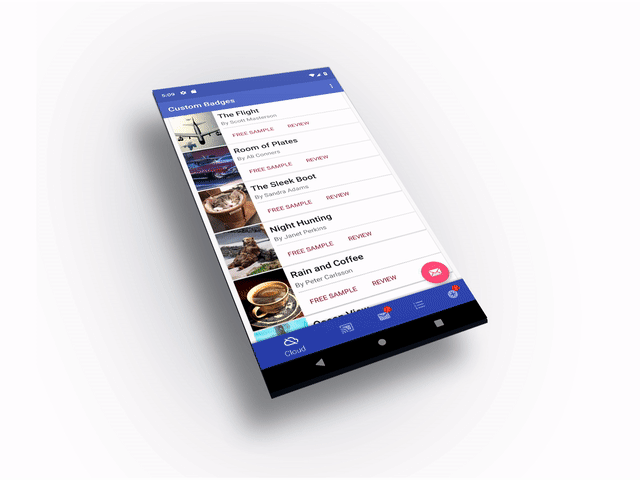 5:09
Custom Badges
The Flight
By Scott Masterson
FREE SAMPLE REVIEW
Room of Plates
By Ali Connors
FREE SAMPLE REVIEW
The Sleek Boot
By Sandra Adams
FREE SAMPLE REVIEW
Night Hunting
By Janet Perkins
FREE SAMPLE REVIEW
Rain and Coffee
By Peter Carlsson
FREE SAMPLE REVIEW
Ocean View
Cloud